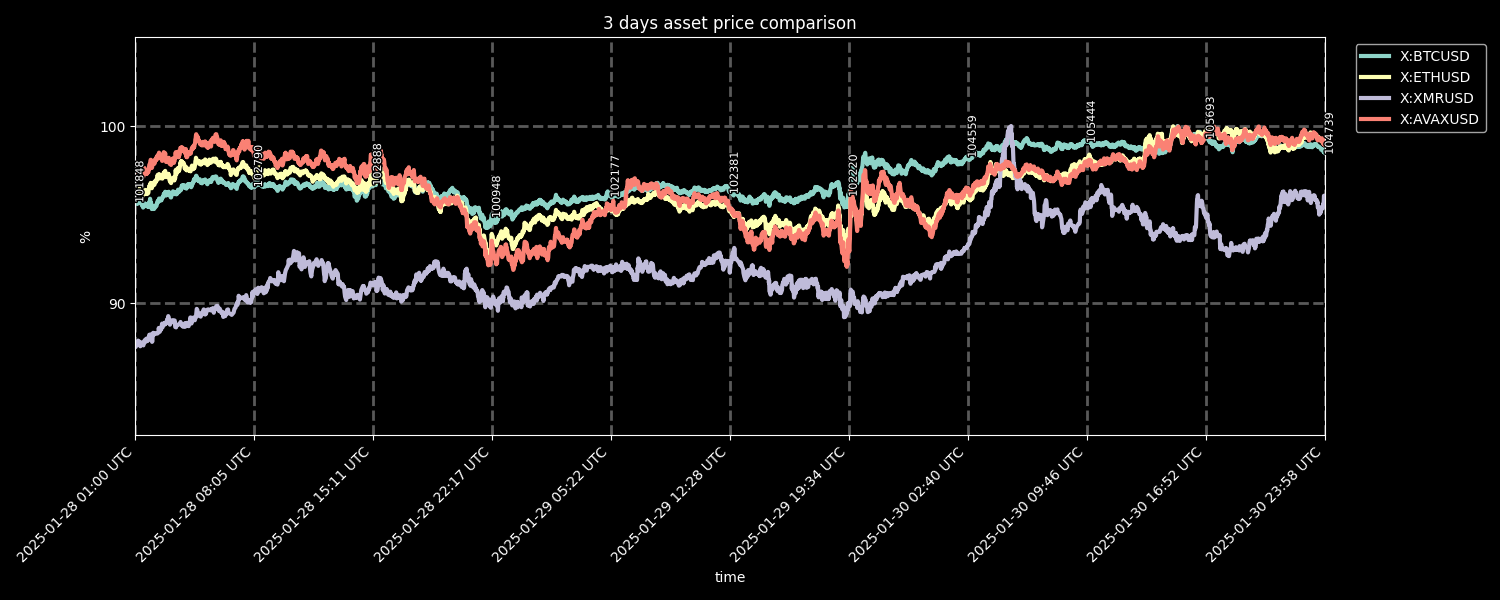 3 days asset price comparison
X:BTCUSD
X:ETHUSD
X:XMRUSD
X:AVAXUSD
100
90
%
101848
102790
102888
100948
102177
102381
102220
104559
105444
105693
104739
2025-01-28 01:00 UTC
2025-01-28 08:05 UTC
2025-01-28 15:11 UTC
2025-01-28 22:17 UTC
2025-01-29 05:22 UTC
2025-01-29 12:28 UTC
2025-01-29 19:34 UTC
2025-01-30 02:40 UTC
2025-01-30 09:46 UTC
2025-01-30 16:52 UTC
2025-01-30 23:58 UTC
time